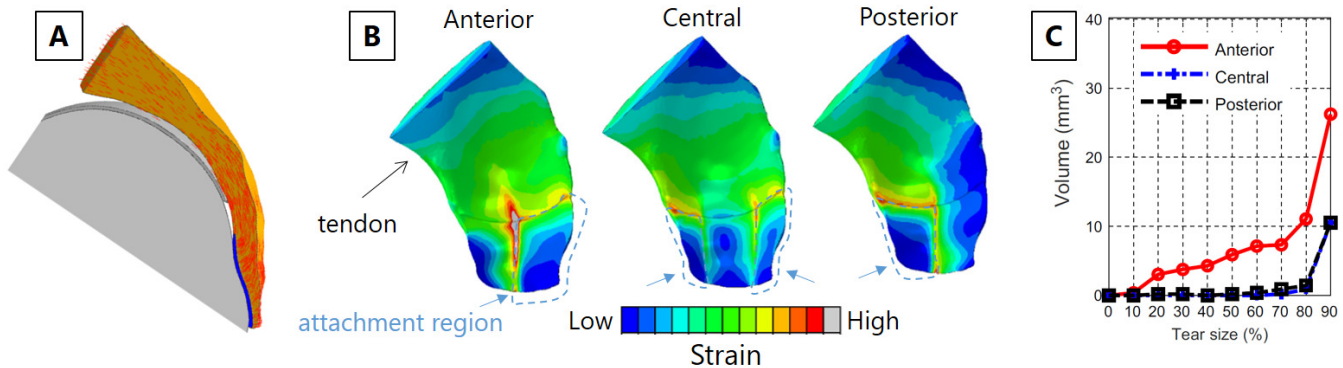 A
B
Anterior
Central
Posterior
tendon
attachment region
Low
High
Strain
C
Volume (mm³)
40
30
20
10
0
Anterior
Central
Posterior
0 10 20 30 40 50 60 70 80 90
Tear size (%)